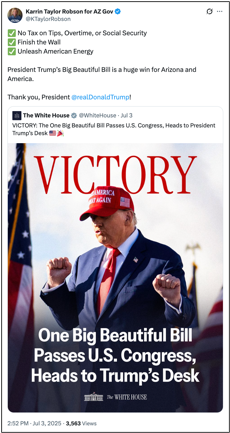 Karrin Taylor Robson for AZ Gov
@KTaylorRobson
✅ No Tax on Tips, Overtime, or Social Security
✅ Finish the Wall
✅ Unleash American Energy
President Trump's Big Beautiful Bill is a huge win for Arizona and
America.
Thank you, President @realDonaldTrump!
The White House @WhiteHouse · Jul 3
VICTORY: The One Big Beautiful Bill Passes U.S. Congress, Heads to President
Trump's Desk 🇺🇸🎉
VICTORY
AMERICA
GREAT AGAIN
One Big Beautiful Bill
Passes U.S. Congress,
Heads to Trump's Desk
The WHITE HOUSE
2:52 PM · Jul 3, 2025 · 3,563 Views